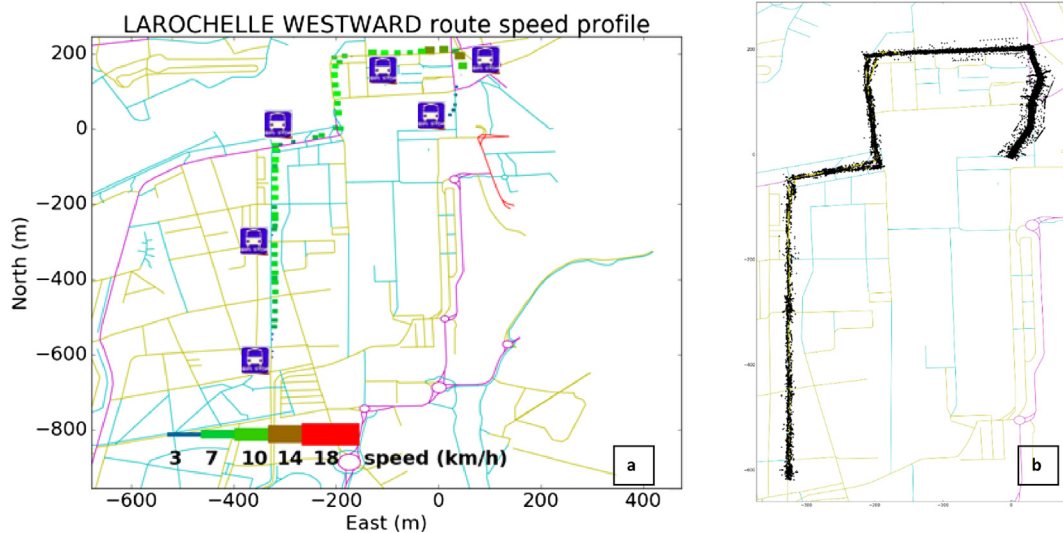 LAROCHELLE WESTWARD route speed profile
200
0
−200
−400
−600
−800
North (m)
−600 −400 −200 0 200 400
East (m)
3 7 10 14 18 speed (km/h)
a
b